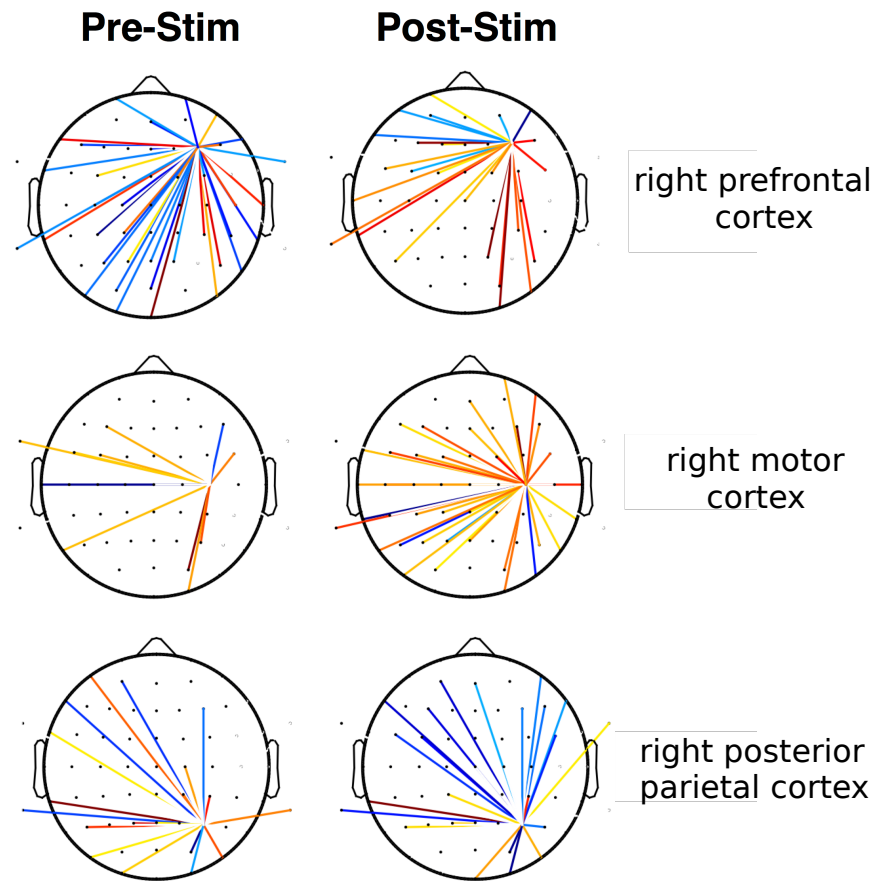 Pre-Stim Post-Stim
right prefrontal
cortex
right motor
cortex
right posterior
parietal cortex